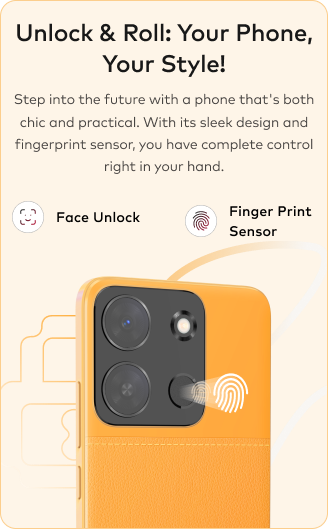 Unlock & Roll: Your Phone,
Your Style!
Step into the future with a phone that's both
chic and practical. With its sleek design and
fingerprint sensor, you have complete control
right in your hand.
Face Unlock
Finger Print
Sensor